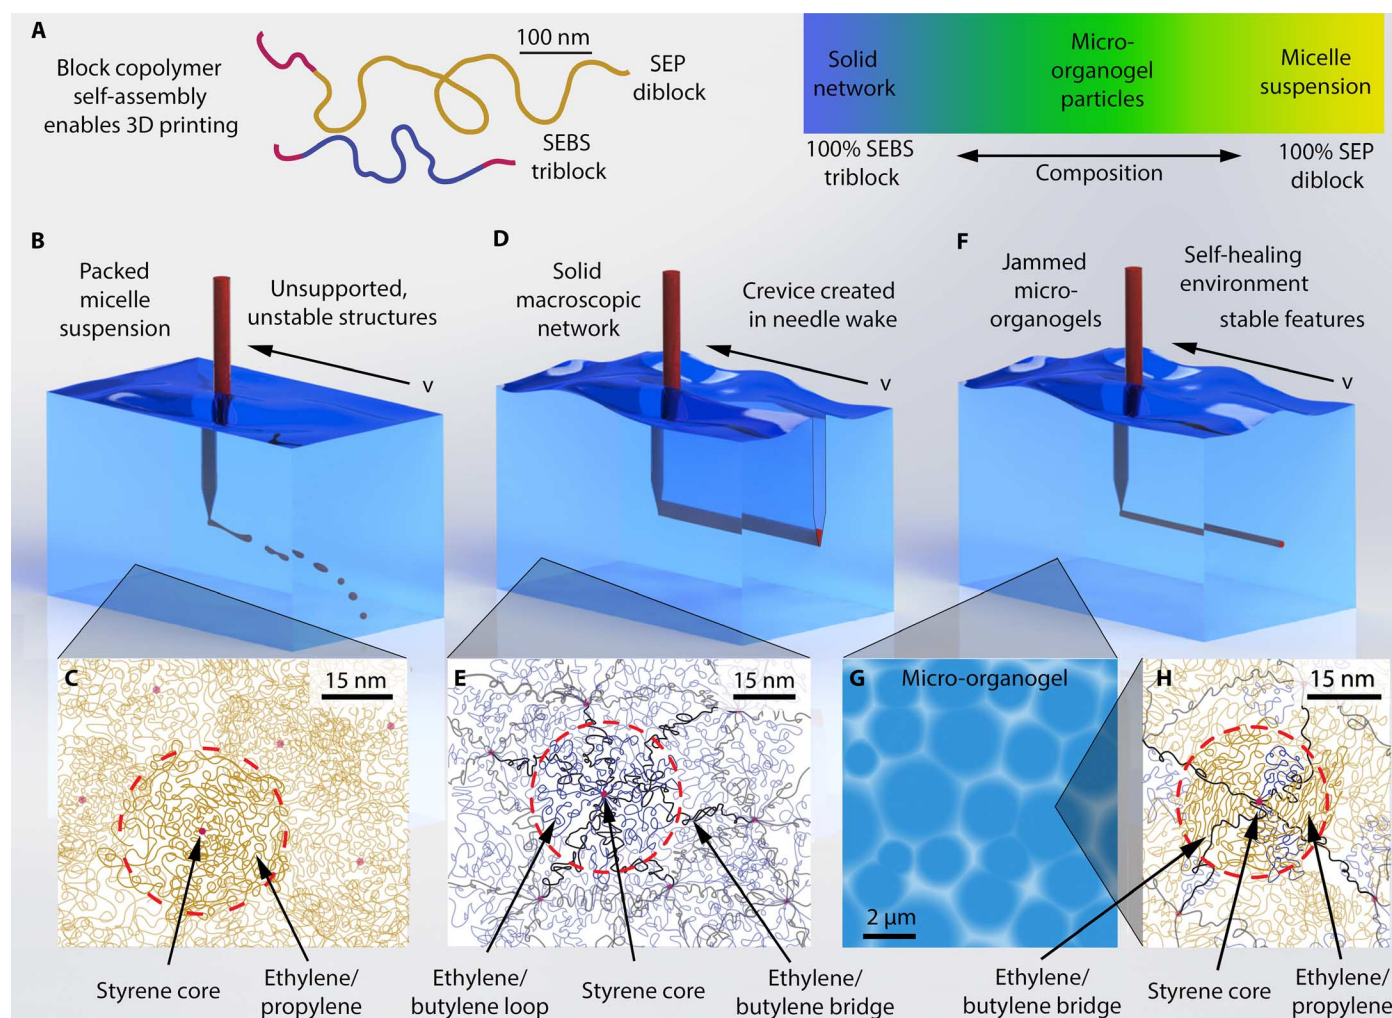 A
Block copolymer
self-assembly
enables 3D printing
100 nm
SEP
diblock
SEBS
triblock
Solid
network
Micro-
organogel
particles
Micelle
suspension
100% SEBS
triblock
Composition
100% SEP
diblock
B
Packed
micelle
suspension
Unsupported,
unstable structures
v
D
Solid
macroscopic
network
Crevice created
in needle wake
v
F
Jammed
micro-
organogels
Self-healing
environment
stable features
v
C
15 nm
Styrene core
Ethylene/
propylene
E
15 nm
Ethylene/
butylene loop
Styrene core
Ethylene/
butylene bridge
G
Micro-organogel
2 µm
H
15 nm
Ethylene/
butylene bridge
Styrene core
Ethylene/
propylene